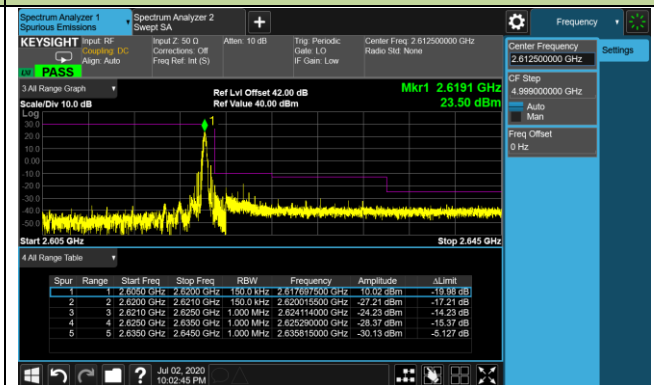 Spectrum Analyzer 1
Spurious Emissions
Spectrum Analyzer 2
Swept SA
+
Frequency
KEYSIGHT
Input: RF
Coupling: DC
Align: Auto
Input Z: 50 Ω
Corrections: Off
Freq Ref: Int (S)
Atten: 10 dB
Trig: Periodic
Gate: LO
IF Gain: Low
Center Freq: 2.612500000 GHz
Radio Std: None
LXI
PASS
Center Frequency
2.612500000 GHz
Settings
CF Step
4.999000000 GHz
Auto
Man
Freq Offset
0 Hz
3 All Range Graph
Scale/Div 10.0 dB
Ref Lvl Offset 42.00 dB
Ref Value 40.00 dBm
Mkr1 2.6191 GHz
23.50 dBm
Log
30.0
20.0
10.0
0.00
-10.0
-20.0
-30.0
-40.0
-50.0
1
Start 2.605 GHz
Stop 2.645 GHz
4 All Range Table
Spur Range Start Freq Stop Freq RBW Frequency Amplitude ΔLimit
1 1 2.6050 GHz 2.6200 GHz 150.0 kHz 2.617697500 GHz 10.02 dBm -19.98 dB
2 2 2.6200 GHz 2.6210 GHz 150.0 kHz 2.620015500 GHz -27.21 dBm -17.21 dB
3 3 2.6210 GHz 2.6250 GHz 1.000 MHz 2.624114000 GHz -24.23 dBm -14.23 dB
4 4 2.6250 GHz 2.6350 GHz 1.000 MHz 2.625290000 GHz -28.37 dBm -15.37 dB
5 5 2.6350 GHz 2.6450 GHz 1.000 MHz 2.635815000 GHz -30.13 dBm -5.127 dB
?
Jul 02, 2020
10:02:45 PM